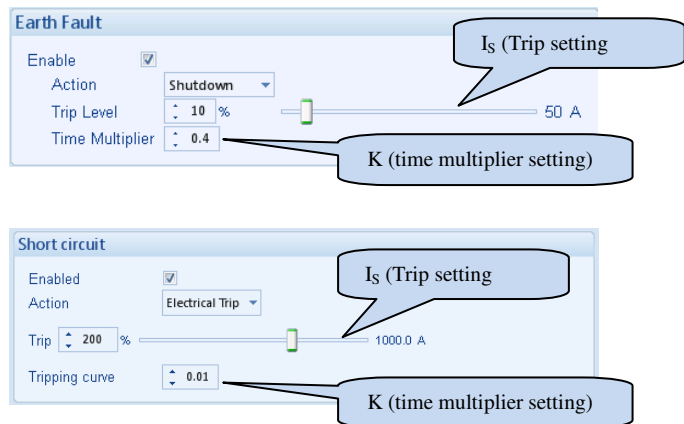 Earth Fault
IS (Trip setting
Enable
Action Shutdown
Trip Level 10 % 50 A
Time Multiplier 0.4
K (time multiplier setting)
Short circuit
Enabled
IS (Trip setting
Action Electrical Trip
Trip 200 % 1000.0 A
Tripping curve 0.01
K (time multiplier setting)